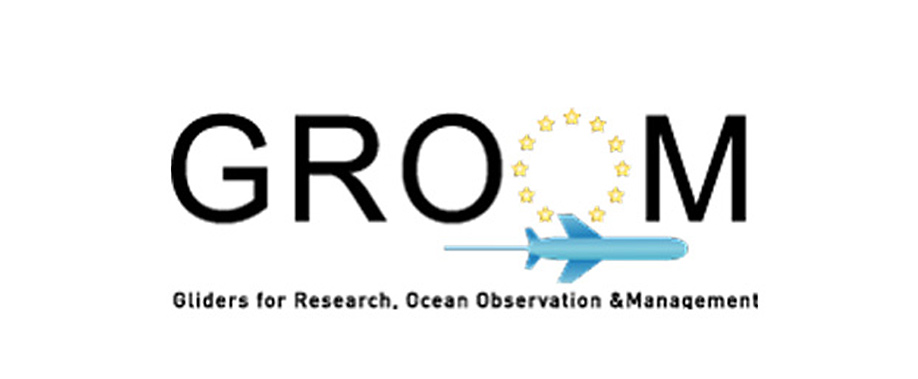 GROOM
Gliders for Research, Ocean Observation &Management